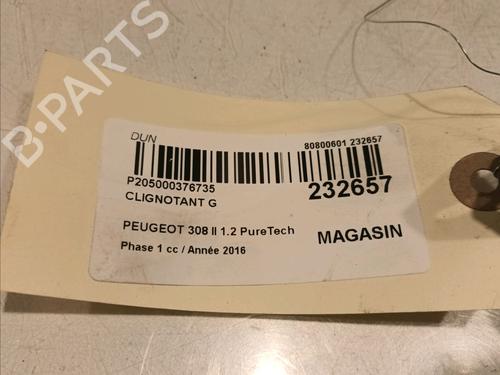 B-PARTS
DUN
80800601 232657
P205000376735
232657
CLIGNOTANT G
PEUGEOT 308 II 1.2 PureTech
MAGASIN
Phase 1 cc / Année 2016